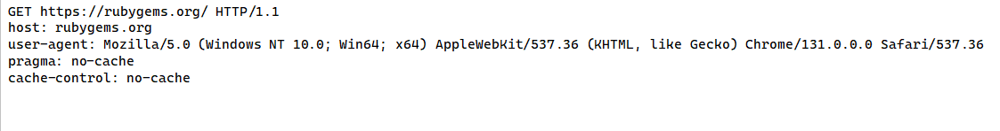 GET https://rubygems.org/ HTTP/1.1
host: rubygems.org
user-agent: Mozilla/5.0 (Windows NT 10.0; Win64; x64) AppleWebKit/537.36 (KHTML, like Gecko) Chrome/131.0.0.0 Safari/537.36
pragma: no-cache
cache-control: no-cache